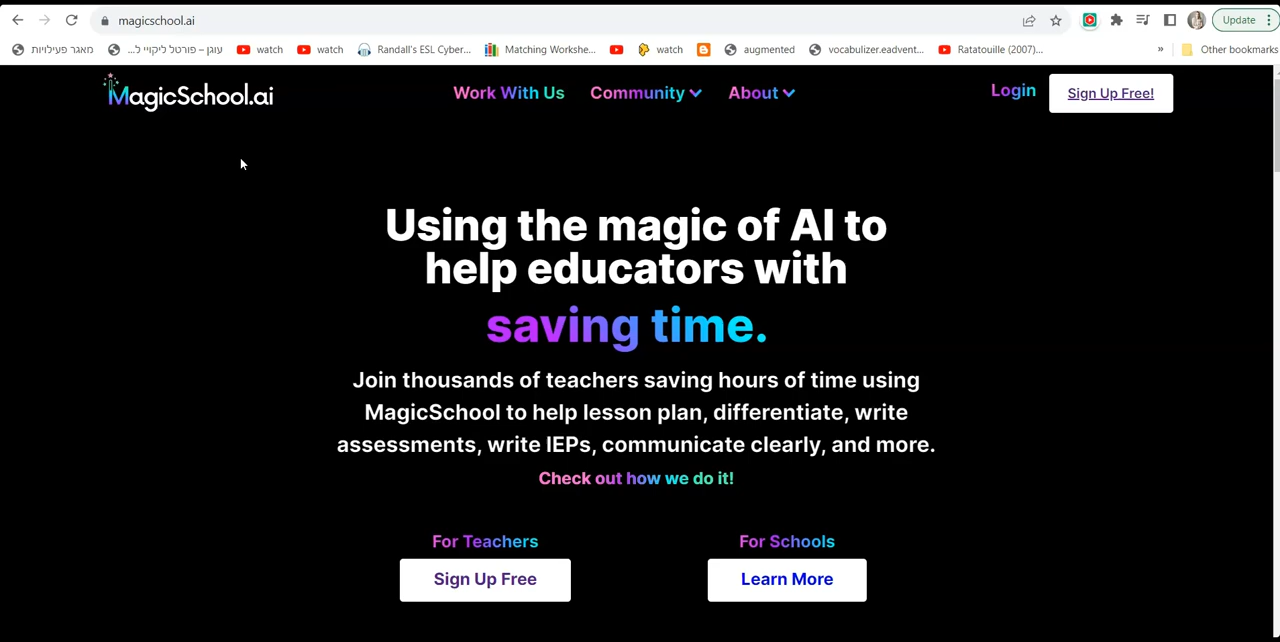 magicschool.ai
Update
מאגר פעילויות
עוגן – פורטל ליקויי ל...
watch
watch
Randall's ESL Cyber...
Matching Workshe...
watch
augmented
vocabulizer.eadvent...
Ratatouille (2007)...
»
Other bookmarks
MagicSchool.ai
Work With Us
Community
About
Login
Sign Up Free!
Using the magic of AI to
help educators with
saving time.
Join thousands of teachers saving hours of time using
MagicSchool to help lesson plan, differentiate, write
assessments, write IEPs, communicate clearly, and more.
Check out how we do it!
For Teachers
Sign Up Free
For Schools
Learn More